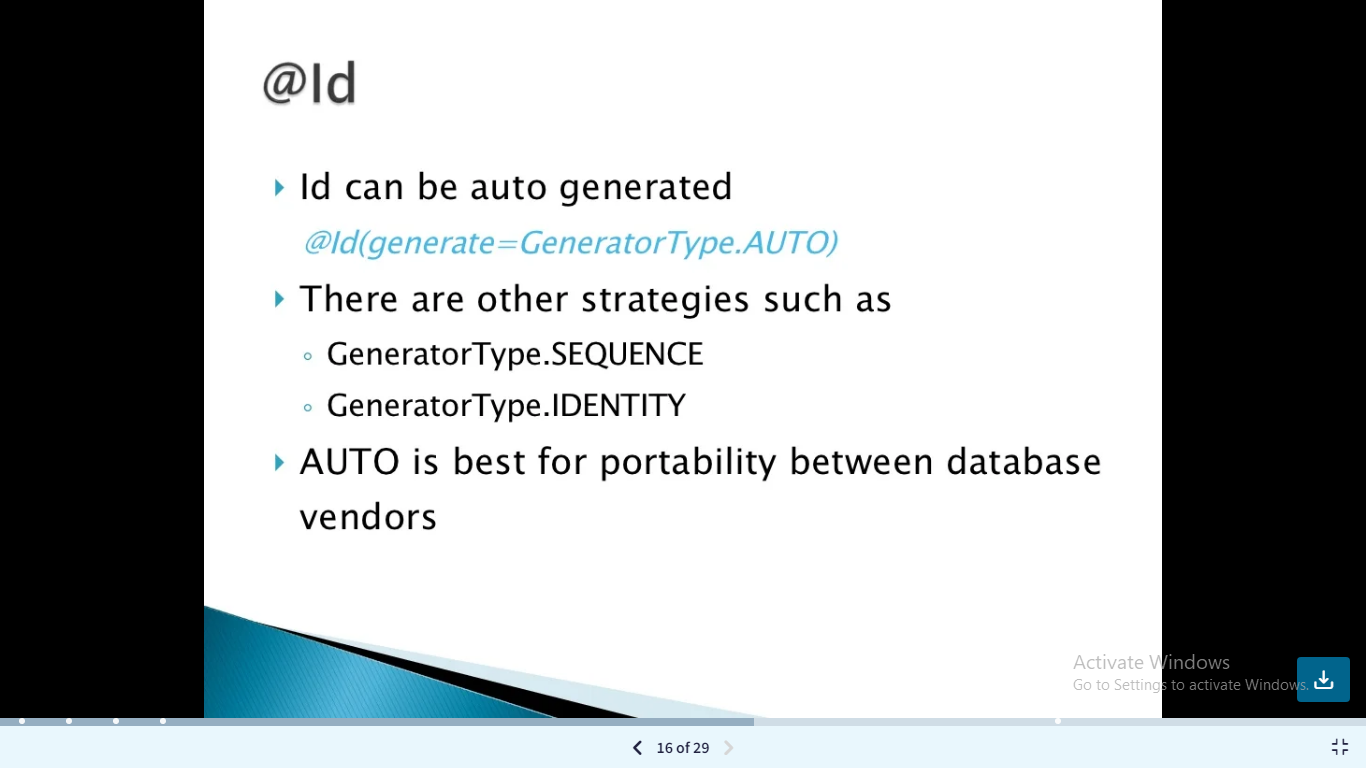 @Id
Id can be auto generated
@Id(generate=GeneratorType.AUTO)
There are other strategies such as
GeneratorType.SEQUENCE
GeneratorType.IDENTITY
AUTO is best for portability between database
vendors
Activate Windows
Go to Settings to activate Windows.
16 of 29